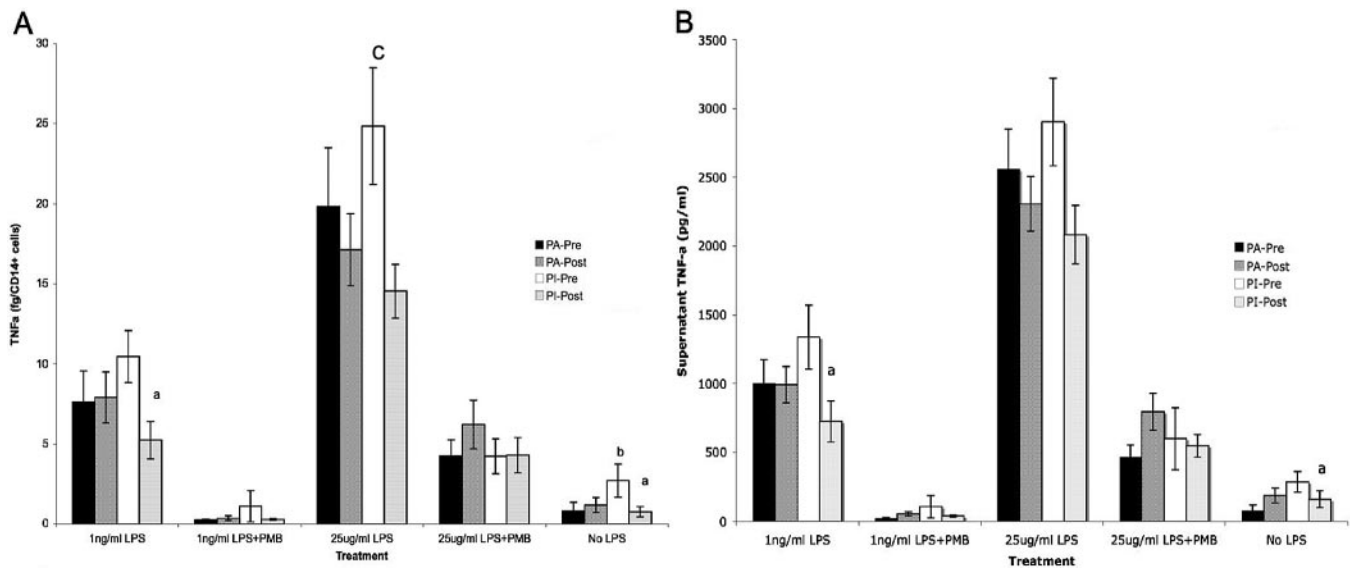 A
30
25
20
15
10
5
0
TNFa (fg/CD14+ cells)
C
a
b
a
PA-Pre
PA-Post
PI-Pre
PI-Post
1ng/ml LPS
1ng/ml LPS+PMB
25ug/ml LPS
25ug/ml LPS+PMB
No LPS
Treatment
B
3500
3000
2500
2000
1500
1000
500
0
Supernatant TNF-a (pg/ml)
a
a
PA-Pre
PA-Post
PI-Pre
PI-Post
1ng/ml LPS
1ng/ml LPS+PMB
25ug/ml LPS
25ug/ml LPS+PMB
No LPS
Treatment